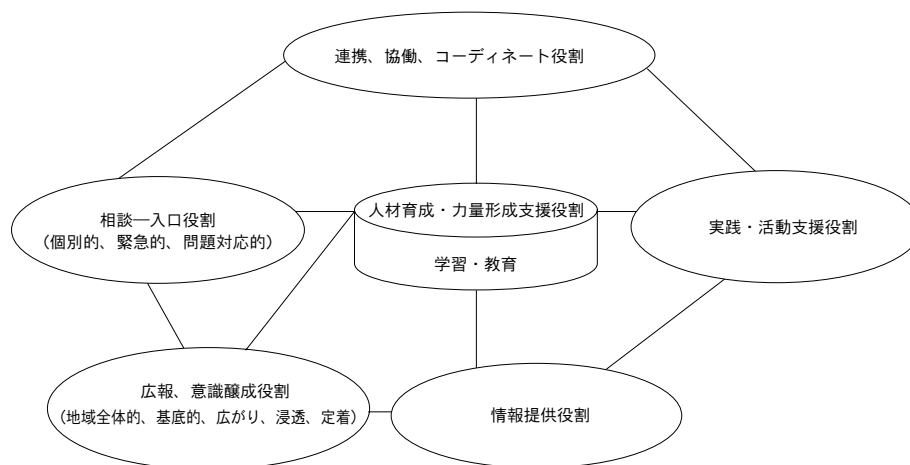 連携、協働、コーディネート役割
人材育成・力量形成支援役割
相談―入口役割
（個別的、緊急的、問題対応的）
実践・活動支援役割
学習・教育
広報、意識醸成役割
（地域全体的、基底的、広がり、浸透、定着）
情報提供役割